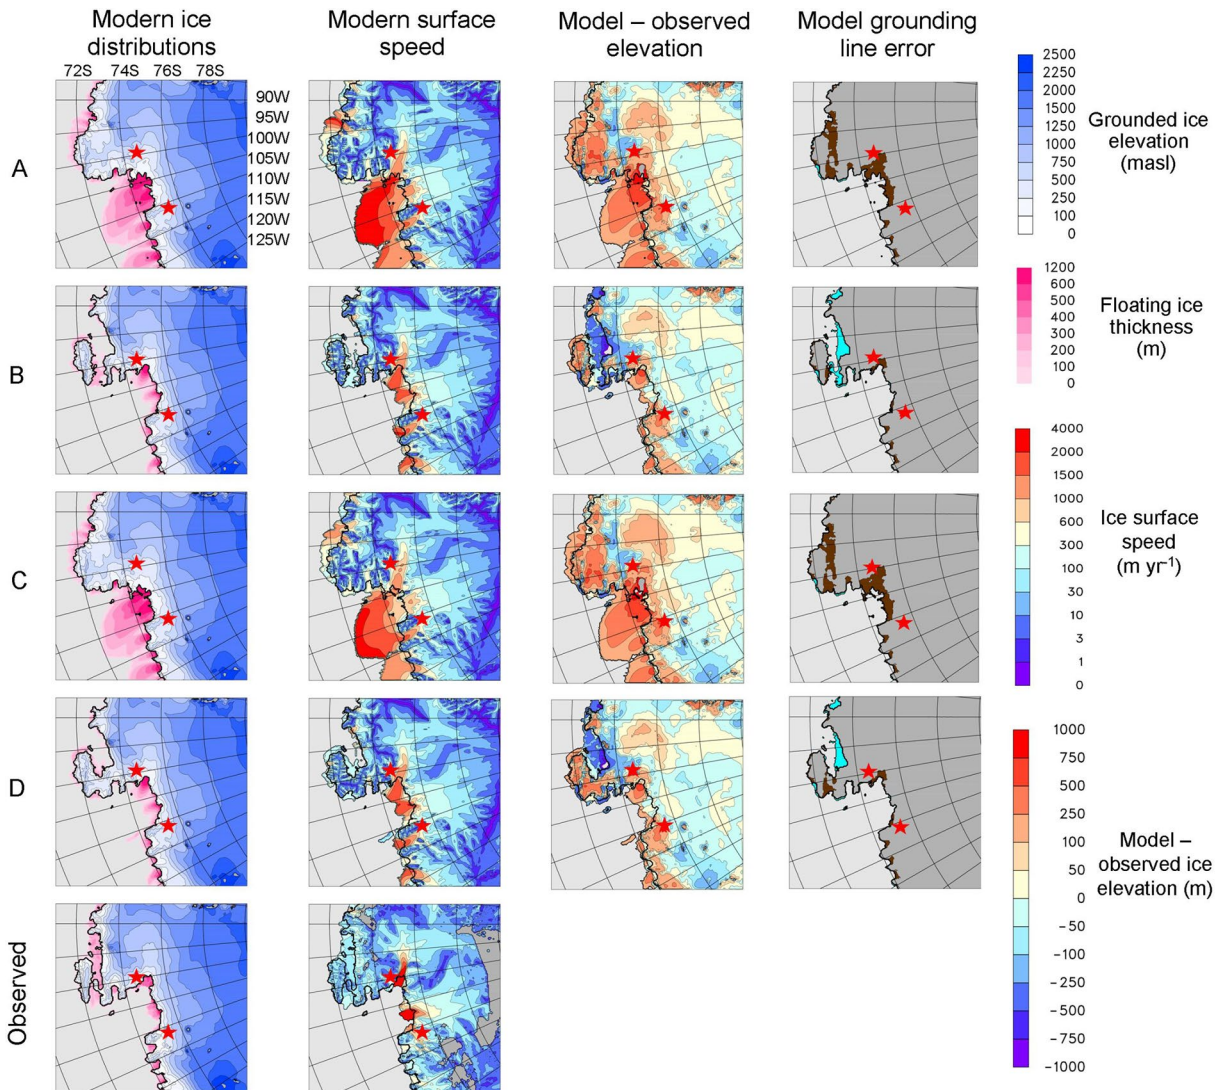 Modern ice
distributions
Modern surface
speed
Model – observed
elevation
Model grounding
line error
72S 74S 76S 78S
90W
95W
100W
105W
110W
115W
120W
125W
A
B
C
D
Observed
2500
2250
2000
1500
1250
1000
750
500
250
100
0
Grounded ice
elevation
(masl)
1200
600
500
400
300
200
100
0
Floating ice
thickness
(m)
4000
2000
1500
1000
600
300
100
30
10
3
1
0
Ice surface
speed
(m yr⁻¹)
1000
750
500
250
100
50
0
−50
−100
−250
−500
−750
−1000
Model –
observed ice
elevation (m)